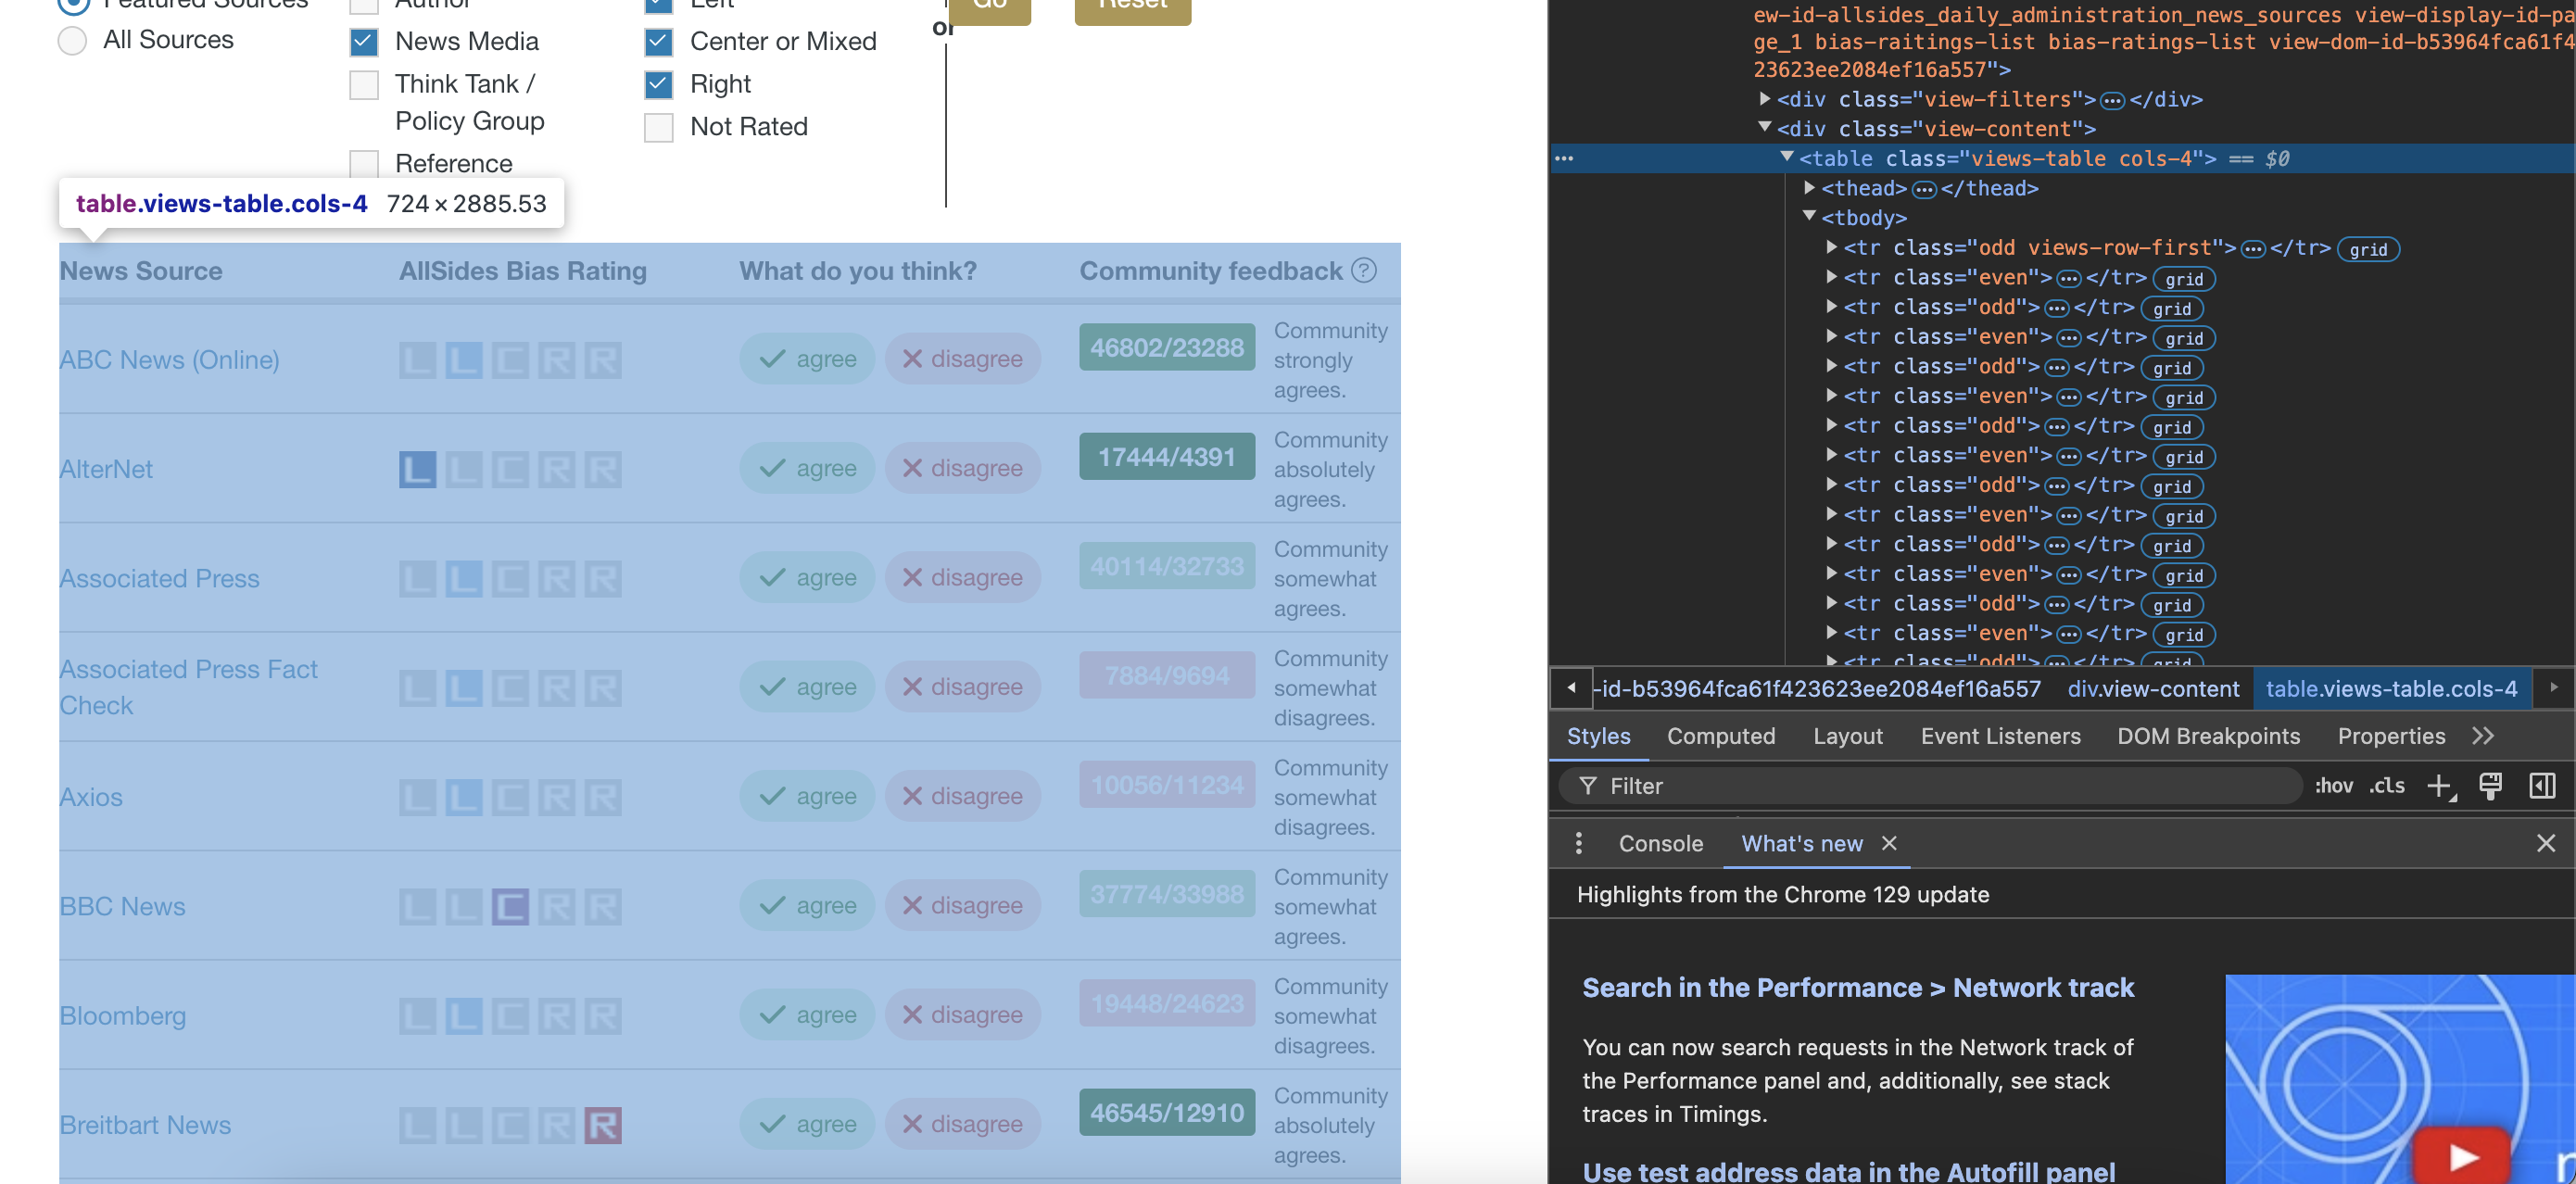 Featured Sources
All Sources
Author
News Media
Think Tank /
Policy Group
Reference
Left
Center or Mixed
Right
Not Rated
or
Go
Reset
table.views-table.cols-4 724 × 2885.53
News Source AllSides Bias Rating What do you think? Community feedback ?
ABC News (Online) L L C R R agree disagree 46802/23288 Community
strongly
agrees.
AlterNet L L C R R agree disagree 17444/4391 Community
absolutely
agrees.
Associated Press L L C R R agree disagree 40114/32733 Community
somewhat
agrees.
Associated Press Fact
Check L L C R R agree disagree 7884/9694 Community
somewhat
disagrees.
Axios L L C R R agree disagree 10056/11234 Community
somewhat
disagrees.
BBC News L L C R R agree disagree 37774/33988 Community
somewhat
agrees.
Bloomberg L L C R R agree disagree 19448/24623 Community
somewhat
disagrees.
Breitbart News L L C R R agree disagree 46545/12910 Community
absolutely
agrees.
ew-id-allsides_daily_administration_news_sources view-display-id-pa
ge_1 bias-raitings-list bias-ratings-list view-dom-id-b53964fca61f4
23623ee2084ef16a557">
<div class="view-filters">…</div>
<div class="view-content">
… <table class="views-table cols-4"> == $0
<thead>…</thead>
<tbody>
<tr class="odd views-row-first">…</tr> grid
<tr class="even">…</tr> grid
<tr class="odd">…</tr> grid
<tr class="even">…</tr> grid
<tr class="odd">…</tr> grid
<tr class="even">…</tr> grid
<tr class="odd">…</tr> grid
<tr class="even">…</tr> grid
<tr class="odd">…</tr> grid
<tr class="even">…</tr> grid
<tr class="odd">…</tr> grid
<tr class="even">…</tr> grid
<tr class="odd">…</tr> grid
<tr class="even">…</tr> grid
<tr class="odd">…</tr> grid
-id-b53964fca61f423623ee2084ef16a557 div.view-content table.views-table.cols-4
Styles Computed Layout Event Listeners DOM Breakpoints Properties
Filter :hov .cls
Console What's new
Highlights from the Chrome 129 update
Search in the Performance > Network track
You can now search requests in the Network track of
the Performance panel and, additionally, see stack
traces in Timings.
Use test address data in the Autofill panel